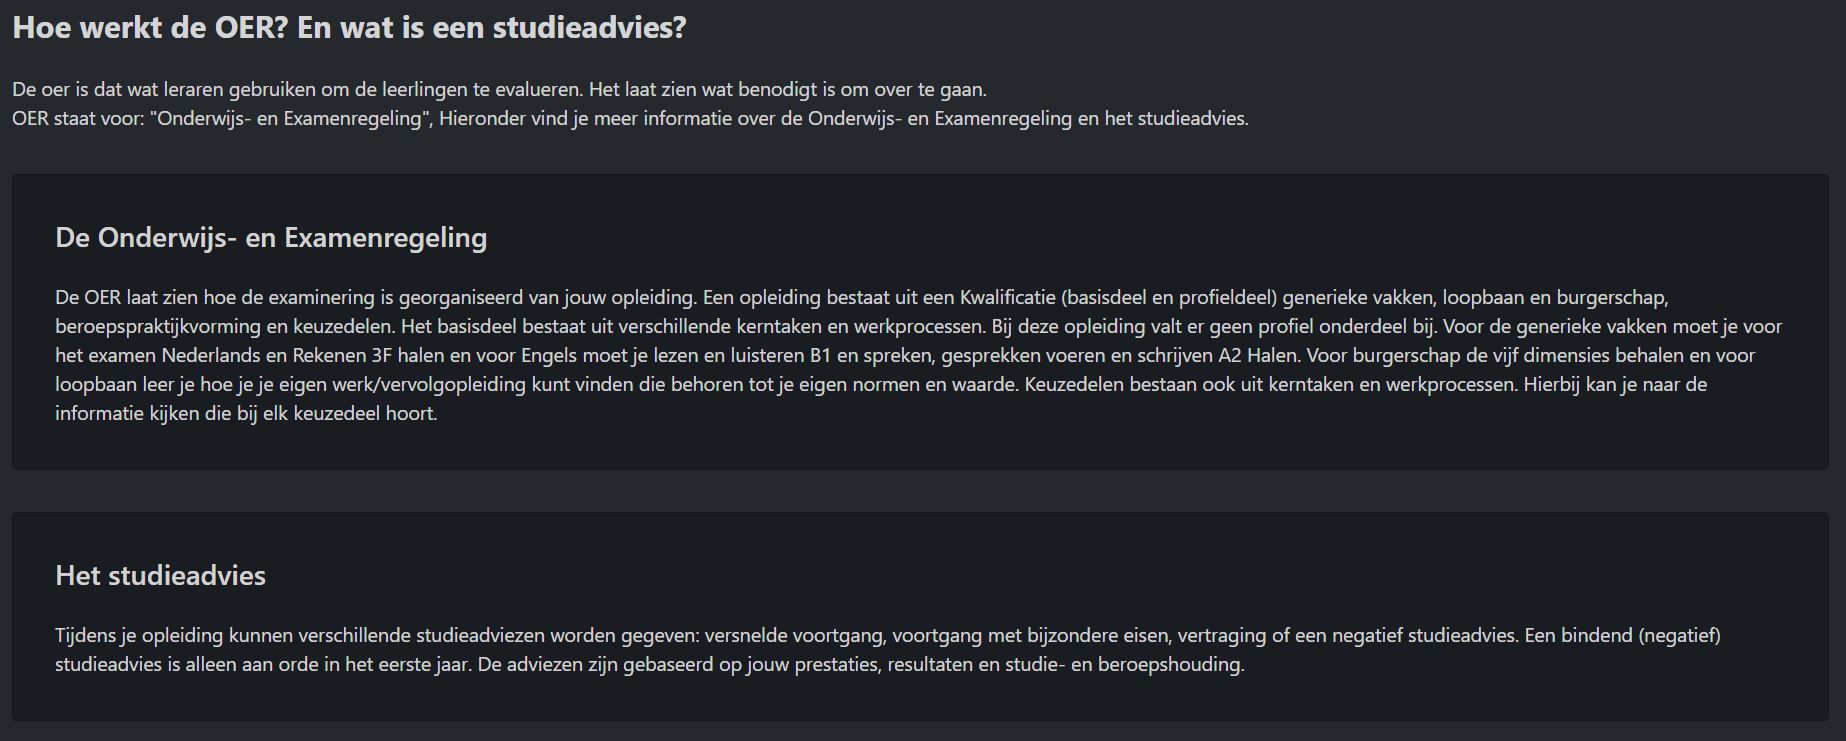 Hoe werkt de OER? En wat is een studieadvies?
De oer is dat wat leraren gebruiken om de leerlingen te evalueren. Het laat zien wat benodigt is om over te gaan.
OER staat voor: "Onderwijs- en Examenregeling", Hieronder vind je meer informatie over de Onderwijs- en Examenregeling en het studieadvies.
De Onderwijs- en Examenregeling
De OER laat zien hoe de examinering is georganiseerd van jouw opleiding. Een opleiding bestaat uit een Kwalificatie (basisdeel en profieldeel) generieke vakken, loopbaan en burgerschap,
beroepspraktijkvorming en keuzedelen. Het basisdeel bestaat uit verschillende kerntaken en werkprocessen. Bij deze opleiding valt er geen profiel onderdeel bij. Voor de generieke vakken moet je voor
het examen Nederlands en Rekenen 3F halen en voor Engels moet je lezen en luisteren B1 en spreken, gesprekken voeren en schrijven A2 Halen. Voor burgerschap de vijf dimensies behalen en voor
loopbaan leer je hoe je je eigen werk/vervolgopleiding kunt vinden die behoren tot je eigen normen en waarde. Keuzedelen bestaan ook uit kerntaken en werkprocessen. Hierbij kan je naar de
informatie kijken die bij elk keuzedeel hoort.
Het studieadvies
Tijdens je opleiding kunnen verschillende studieadviezen worden gegeven: versnelde voortgang, voortgang met bijzondere eisen, vertraging of een negatief studieadvies. Een bindend (negatief)
studieadvies is alleen aan orde in het eerste jaar. De adviezen zijn gebaseerd op jouw prestaties, resultaten en studie- en beroepshouding.